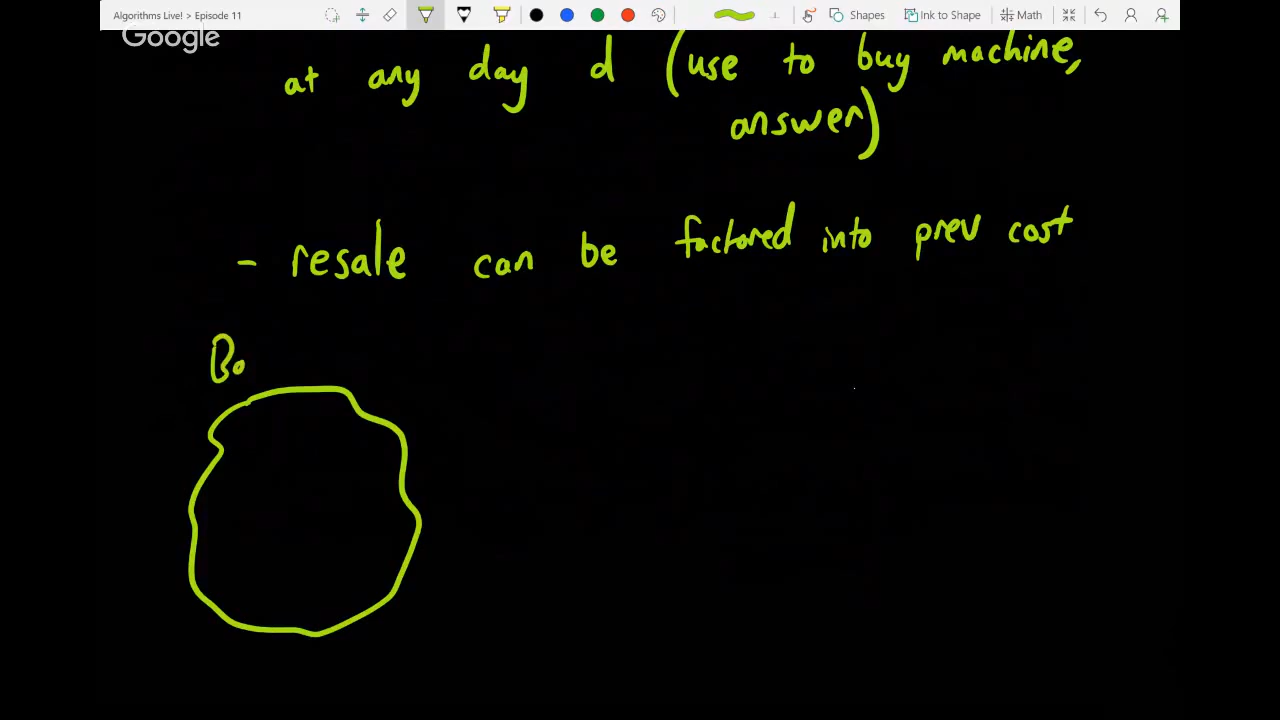 Algorithms Live! > Episode 11
Shapes
Ink to Shape
Math
Google
at any day d (use to buy machine,
answer)
- resale can be factored into prev cost
Bo